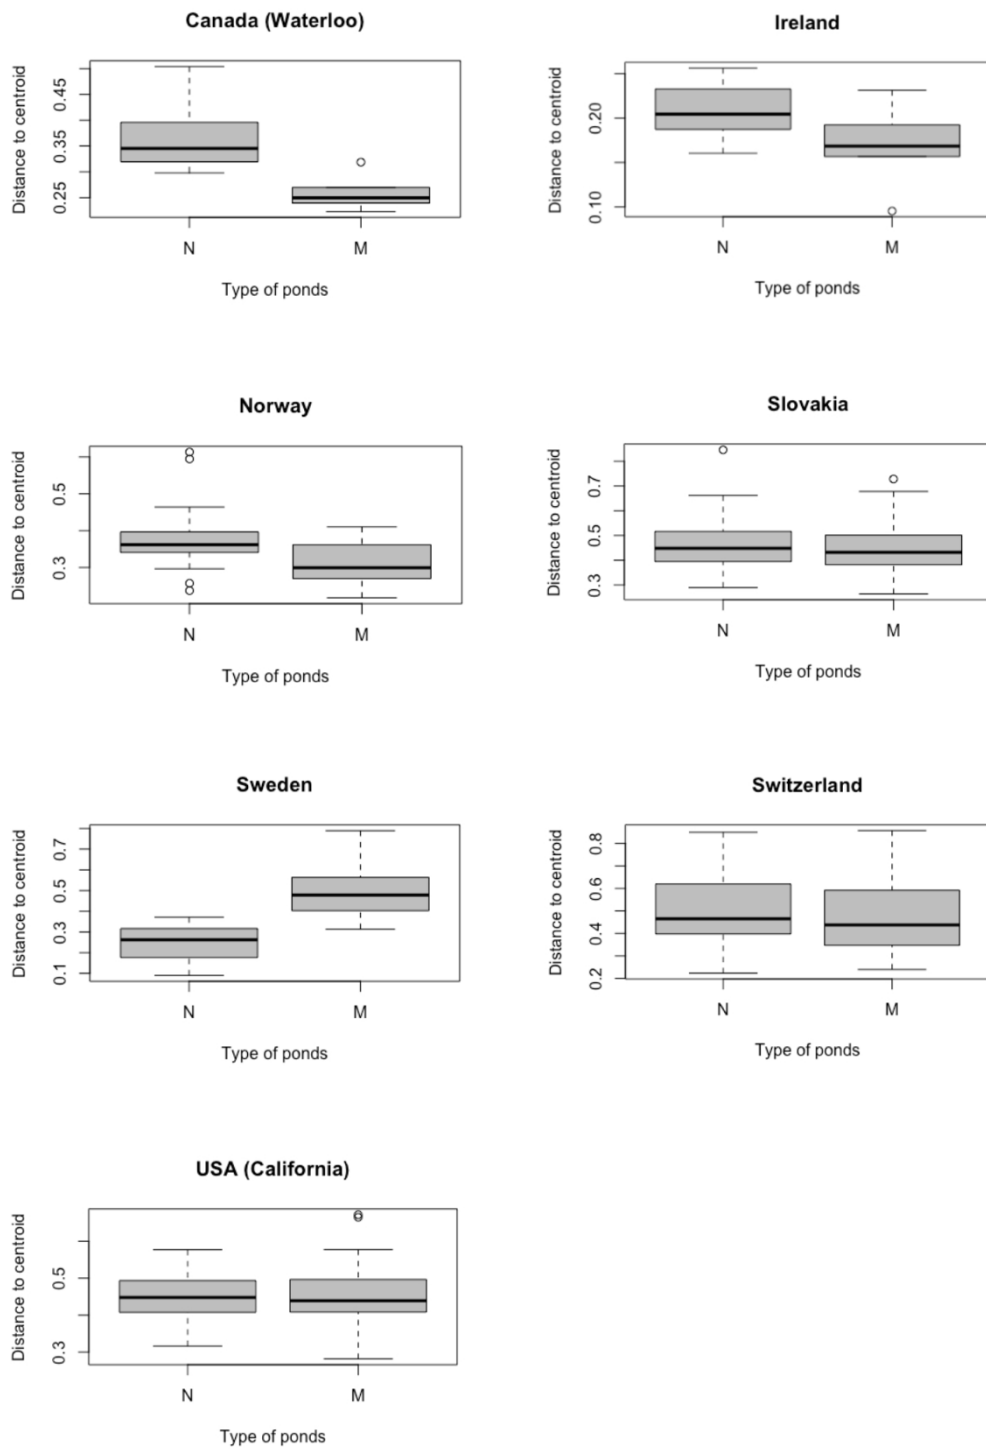 Canada (Waterloo)
Distance to centroid
0.45
0.35
0.25
N M
Type of ponds
Ireland
Distance to centroid
0.20
0.10
N M
Type of ponds
Norway
Distance to centroid
0.5
0.3
N M
Type of ponds
Slovakia
Distance to centroid
0.7
0.5
0.3
N M
Type of ponds
Sweden
Distance to centroid
0.7
0.5
0.3
0.1
N M
Type of ponds
Switzerland
Distance to centroid
0.8
0.6
0.4
0.2
N M
Type of ponds
USA (California)
Distance to centroid
0.5
0.3
N M
Type of ponds